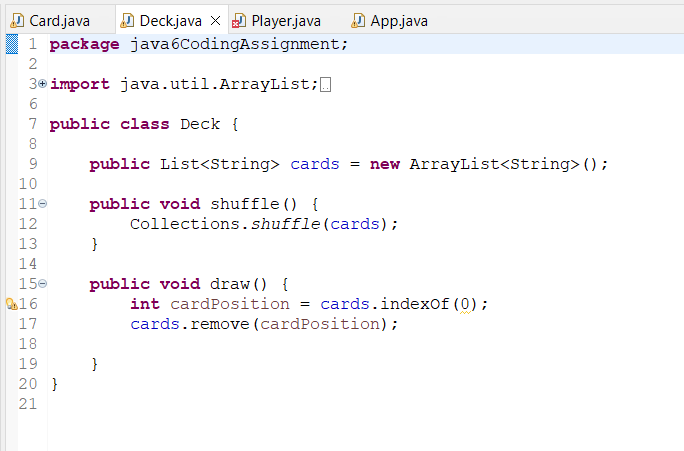 Card.java Deck.java Player.java App.java
1 package java6CodingAssignment;
2
3 import java.util.ArrayList;
6
7 public class Deck {
8
9     public List<String> cards = new ArrayList<String>();
10
11     public void shuffle() {
12         Collections.shuffle(cards);
13     }
14
15     public void draw() {
16         int cardPosition = cards.indexOf(0);
17         cards.remove(cardPosition);
18
19     }
20 }
21